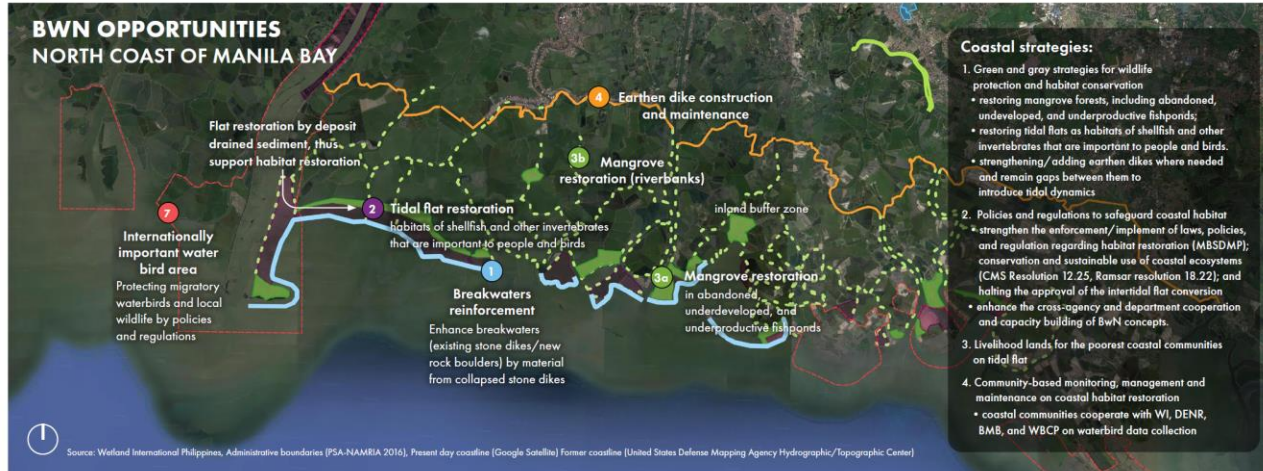 BWN OPPORTUNITIES
NORTH COAST OF MANILA BAY
Flat restoration by deposit
drained sediment, thus
support habitat restoration
4
Earthen dike construction
and maintenance
3b
Mangrove
restoration (riverbanks)
7
Internationally
important water
bird area
Protecting migratory
waterbirds and local
wildlife by policies
and regulations
2
Tidal flat restoration
habitats of shellfish and other invertebrates
that are important to people and birds
inland buffer zone
1
Breakwaters
reinforcement
Enhance breakwaters
(existing stone dikes/new
rock boulders) by material
from collapsed stone dikes
3a
Mangrove restoration
in abandoned,
underdeveloped, and
underproductive fishponds
Coastal strategies:
1. Green and gray strategies for wildlife
protection and habitat conservation
• restoring mangrove forests, including abandoned,
undeveloped, and underproductive fishponds;
• restoring tidal flats as habitats of shellfish and other
invertebrates that are important to people and birds.
• strengthening/adding earthen dikes where needed
and remain gaps between them to
introduce tidal dynamics
2. Policies and regulations to safeguard coastal habitat
• strengthen the enforcement/implement of laws, policies,
and regulation regarding habitat restoration (MBSDMP);
conservation and sustainable use of coastal ecosystems
(CMS Resolution 12.25, Ramsar resolution 18.22); and
halting the approval of the intertidal flat conversion
• enhance the cross-agency and department cooperation
and capacity building of BwN concepts.
3. Livelihood lands for the poorest coastal communities
on tidal flat
4. Community-based monitoring, management and
maintenance on coastal habitat restoration
• coastal communities cooperate with WI, DENR,
BMB, and WBCP on waterbird data collection
Source: Wetland International Philippines, Administrative boundaries (PSA-NAMRIA 2016), Present day coastline (Google Satellite) Former coastline (United States Defense Mapping Agency Hydrographic/Topographic Center)